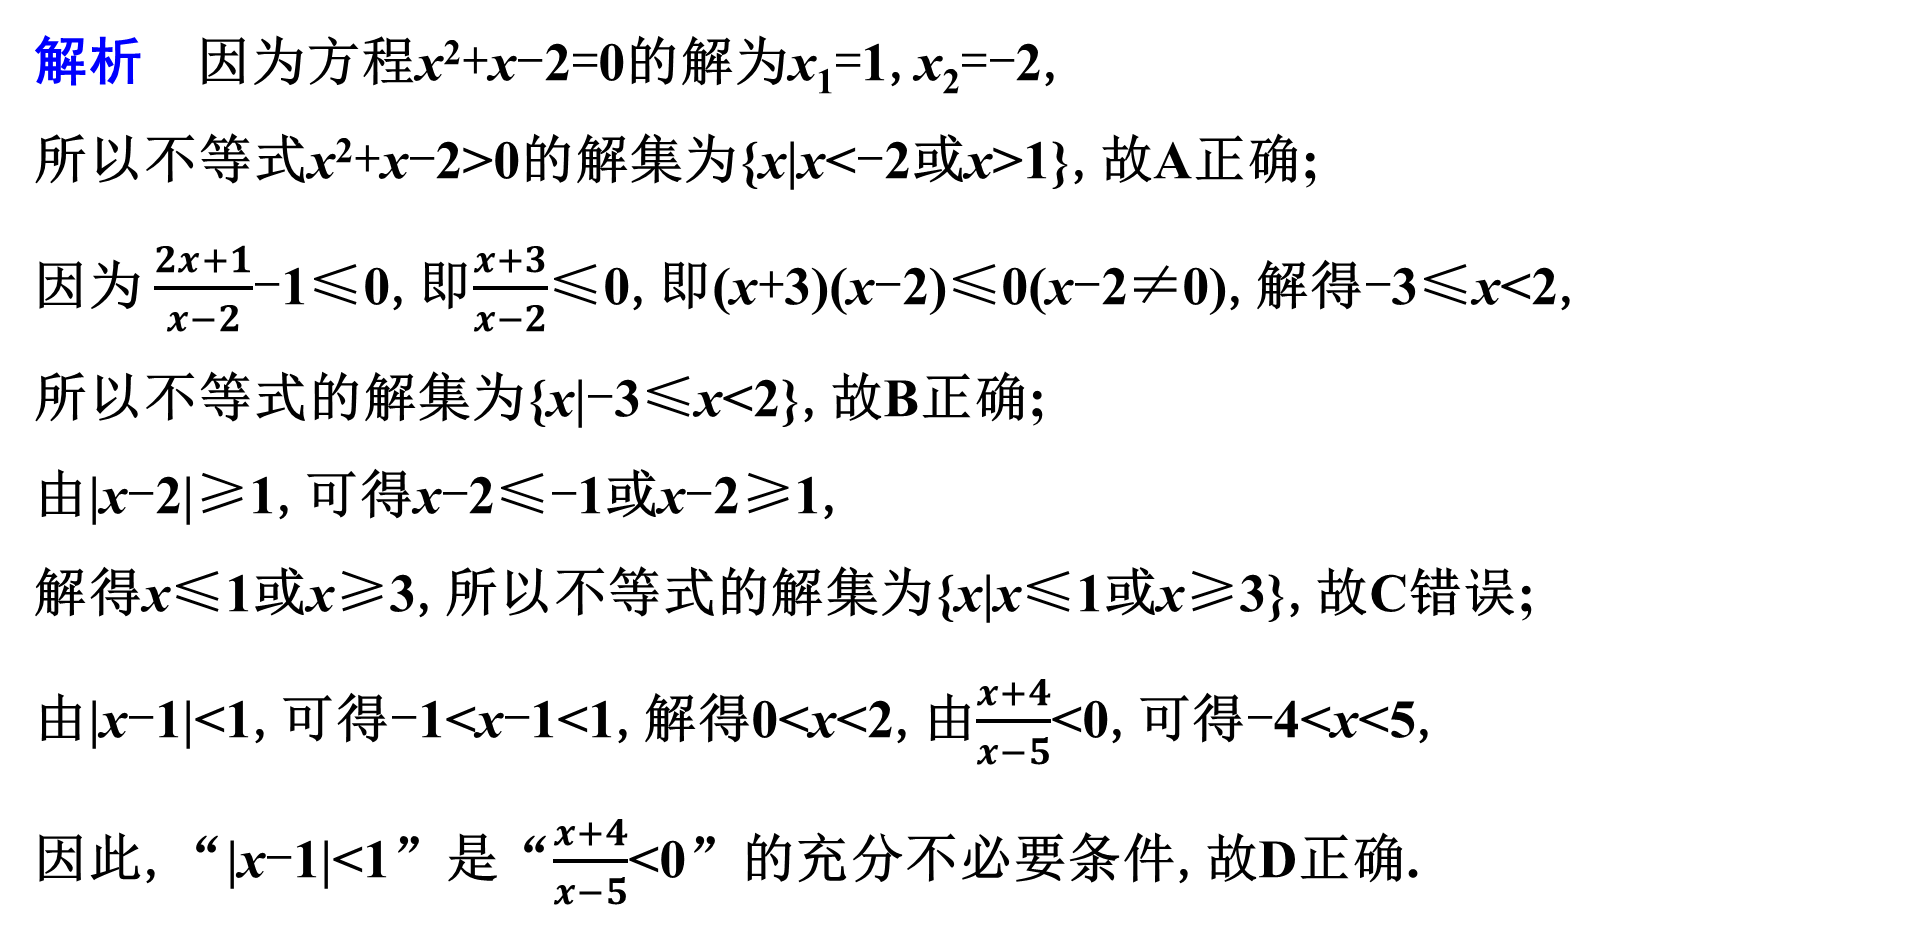 解析 因为方程x²+x−2=0的解为x₁=1, x₂=−2,
所以不等式x²+x−2>0的解集为{x|x<−2或x>1}, 故A正确;
因为\frac{2x+1}{x−2}−1≤0, 即\frac{x+3}{x−2}≤0, 即(x+3)(x−2)≤0(x−2≠0), 解得−3≤x<2,
所以不等式的解集为{x|−3≤x<2}, 故B正确;
由|x−2|≥1, 可得x−2≤−1或x−2≥1,
解得x≤1或x≥3, 所以不等式的解集为{x|x≤1或x≥3}, 故C错误;
由|x−1|<1, 可得−1<x−1<1, 解得0<x<2, 由\frac{x+4}{x−5}<0, 可得−4<x<5,
因此, “|x−1|<1”是“\frac{x+4}{x−5}<0”的充分不必要条件, 故D正确.